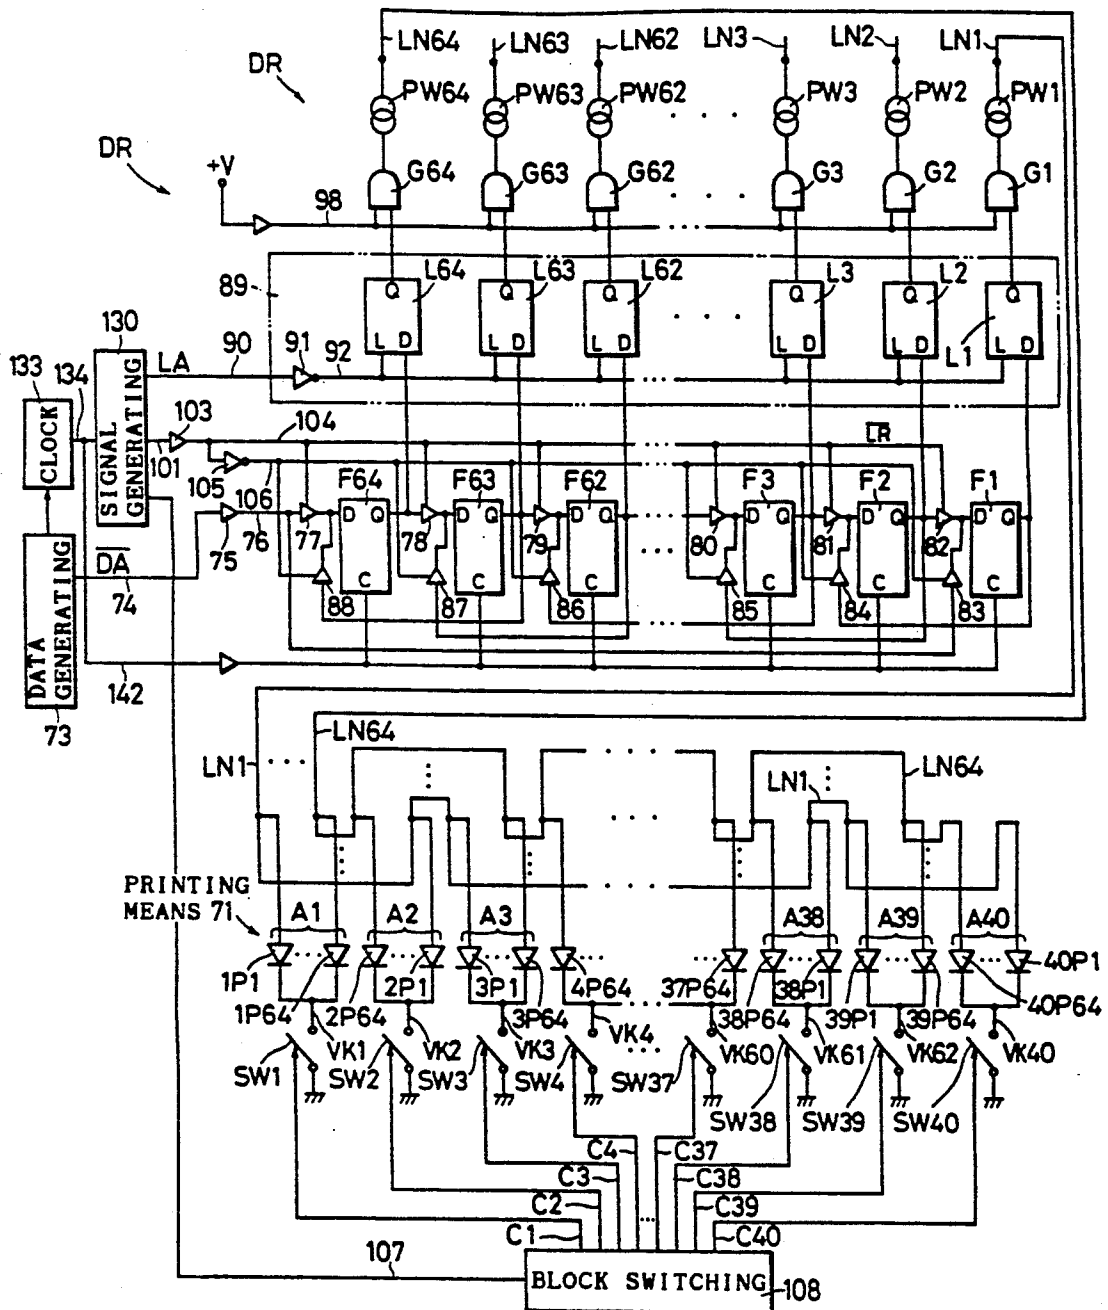 LN64 LN63 LN62 LN3 LN2 LN1
DR
PW64 PW63 PW62 PW3 PW2 PW1
DR
+V
G64 G63 G62 G3 G2 G1
98
89
L64 L63 L62 L3 L2 L1
Q Q Q Q Q Q
L D L D L D L D L D L D
130
LA
90 91 92
133
134
CLOCK
SIGNAL GENERATING
103
101
104
LR
105
106
F64 F63 F62 F3 F2 F1
D Q D Q D Q D Q D Q D Q
77 78 79 80 81 82
DA
75 76
74
C C C C C C
88 87 86 85 84 83
DATA GENERATING
73
142
LN64
LN1
LN1
LN64
PRINTING
MEANS 71
A1 A2 A3 A38 A39 A40
1P1 1P64 2P64 2P1 3P1 3P64 4P64 37P64 38P64 38P1 39P1 39P64 40P64 40P1
VK1 VK2 VK3 VK4 VK60 VK61 VK62 VK40
SW1 SW2 SW3 SW4 SW37 SW38 SW39 SW40
C4 C37
C3 C38
C2 C39
C1 C40
107
BLOCK SWITCHING
108